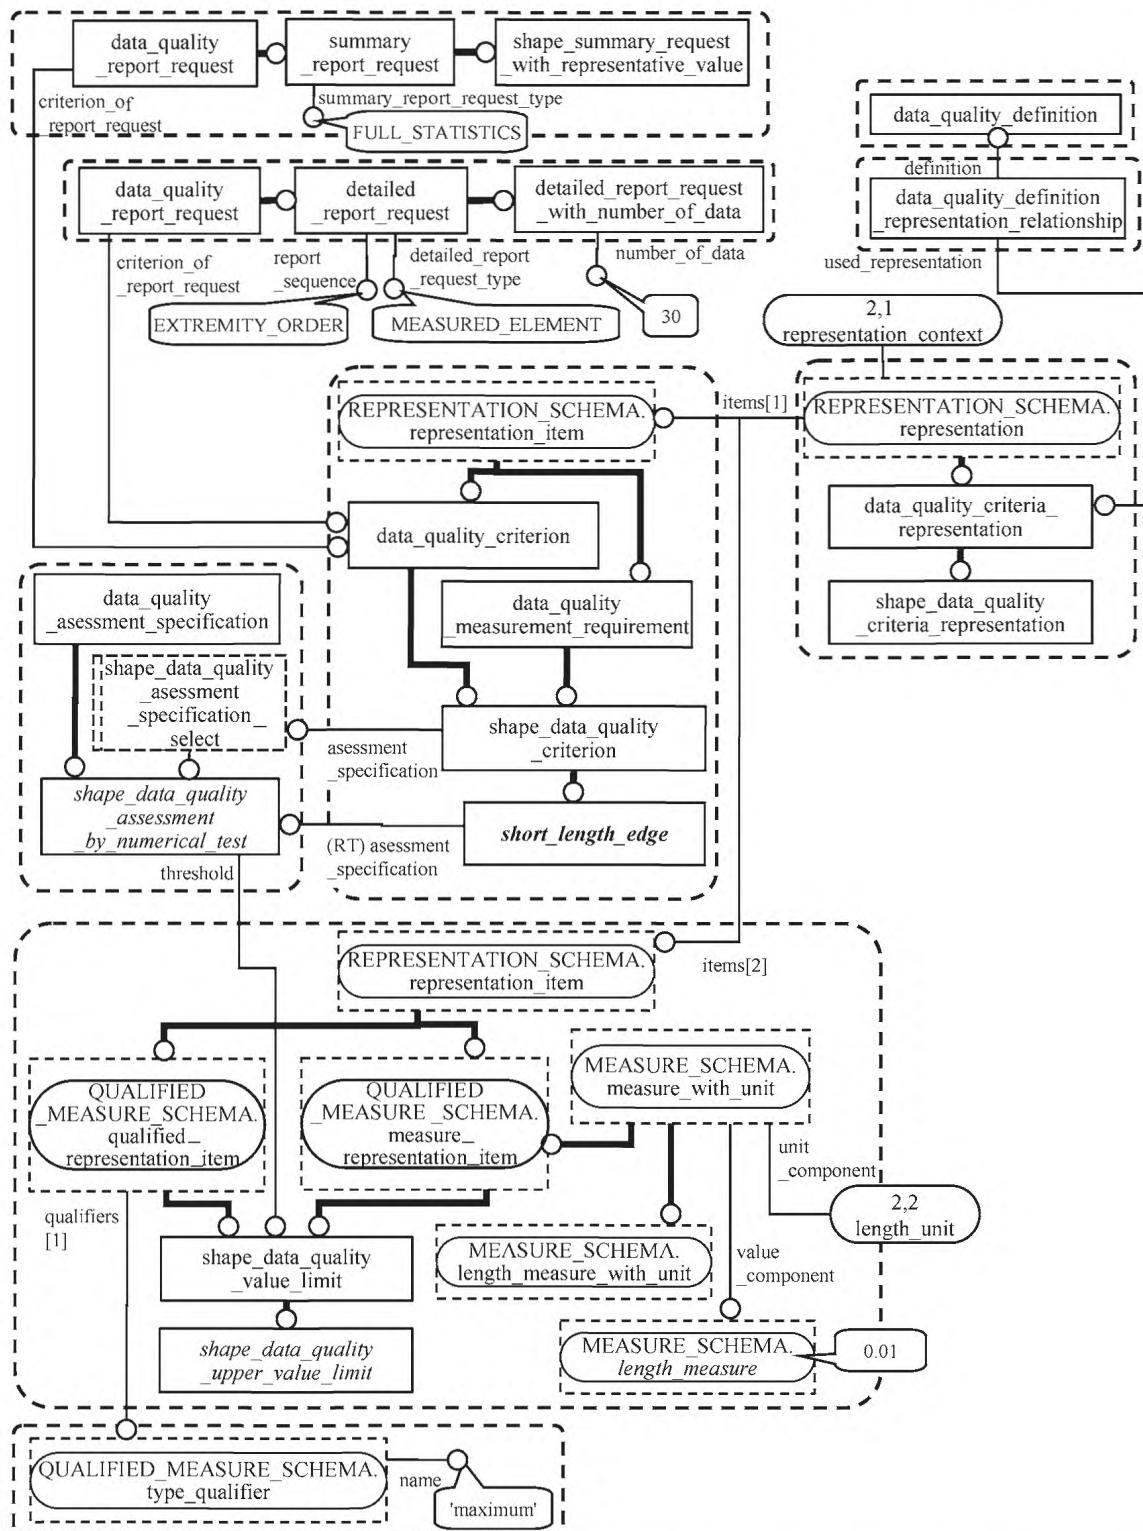 data_quality
_report_request
summary
_report_request
shape_summary_request
_with_representative_value
criterion_of
_report_request
summary_report_request_type
FULL_STATISTICS
data_quality_definition
definition
data_quality_definition
_representation_relationship
used_representation
data_quality
_report_request
detailed
_report_request
detailed_report_request
_with_number_of_data
criterion_of
_report_request
report
_sequence
detailed_report
_request_type
number_of_data
EXTREMITY_ORDER
MEASURED_ELEMENT
30
2,1
representation_context
REPRESENTATION_SCHEMA.
representation_item
items[1]
REPRESENTATION_SCHEMA.
representation
data_quality_criterion
data_quality_criteria_
representation
data_quality
_measurement_requirement
shape_data_quality
_criteria_representation
data_quality
_asessment_specification
shape_data_quality
_asessment
_specification_
select
asessment
_specification
shape_data_quality
_criterion
shape_data_quality
_assessment
_by_numerical_test
(RT) asessment
_specification
short_length_edge
threshold
REPRESENTATION_SCHEMA.
representation_item
items[2]
QUALIFIED
_MEASURE_SCHEMA.
qualified_
representation_item
QUALIFIED
_MEASURE_SCHEMA.
measure_
representation_item
MEASURE_SCHEMA.
measure_with_unit
unit
_component
2,2
length_unit
qualifiers
[1]
shape_data_quality
_value_limit
MEASURE_SCHEMA.
length_measure_with_unit
value
_component
shape_data_quality
_upper_value_limit
MEASURE_SCHEMA.
length_measure
0.01
QUALIFIED_MEASURE_SCHEMA.
type_qualifier
name
'maximum'